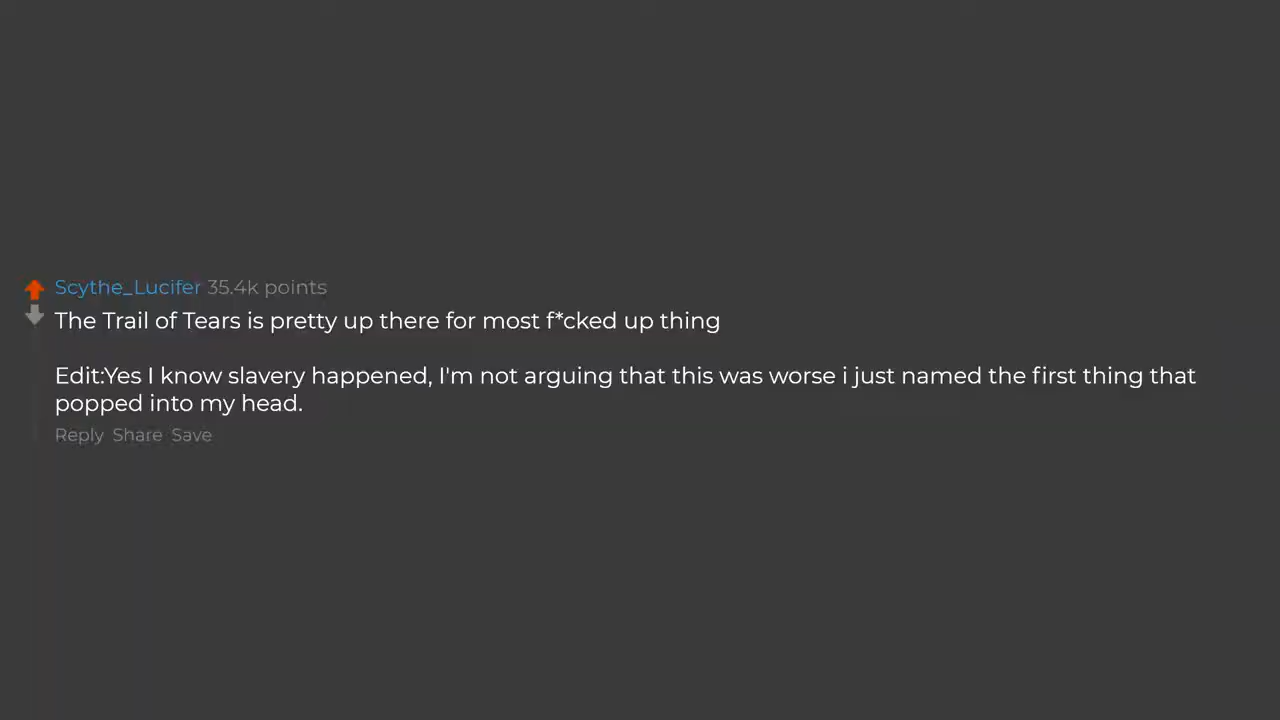 Scythe_Lucifer 35.4k points
The Trail of Tears is pretty up there for most f*cked up thing
Edit:Yes I know slavery happened, I'm not arguing that this was worse i just named the first thing that
popped into my head.
Reply Share Save